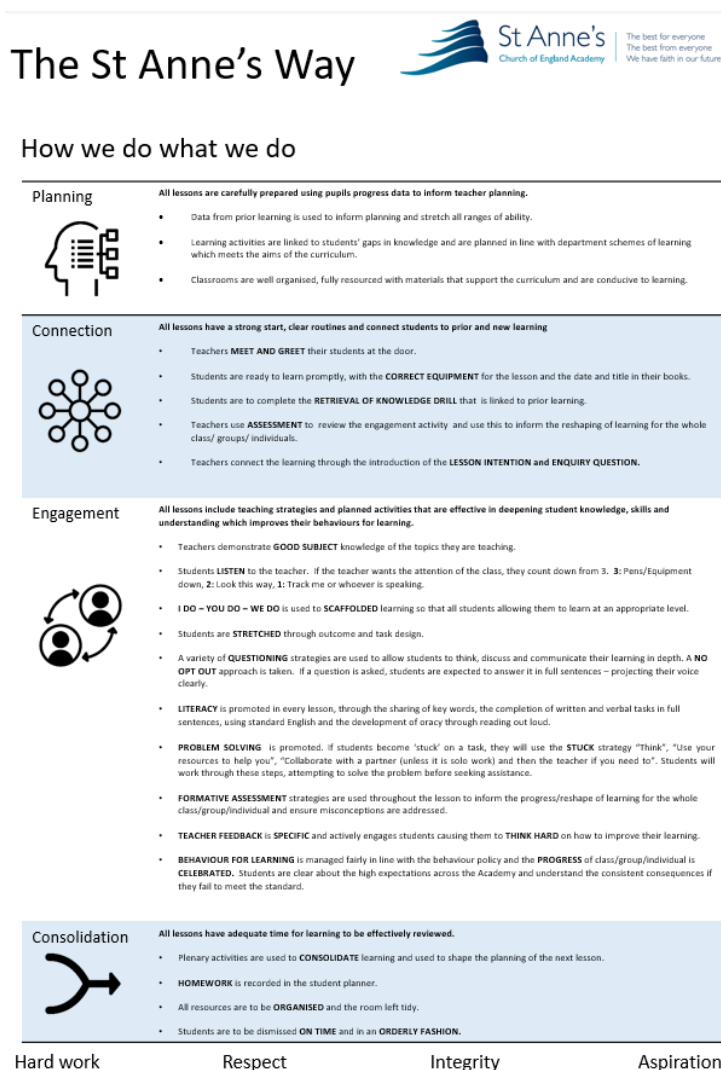 The St Anne's Way
St Anne's
Church of England Academy
The best for everyone
The best from everyone
We have faith in our future
How we do what we do
Planning
All lessons are carefully prepared using pupils progress data to inform teacher planning.
• Data from prior learning is used to inform planning and stretch all ranges of ability.
• Learning activities are linked to students' gaps in knowledge and are planned in line with department schemes of learning
which meets the aims of the curriculum.
• Classrooms are well organised, fully resourced with materials that support the curriculum and are conducive to learning.
Connection
All lessons have a strong start, clear routines and connect students to prior and new learning
• Teachers MEET AND GREET their students at the door.
• Students are ready to learn promptly, with the CORRECT EQUIPMENT for the lesson and the date and title in their books.
• Students are to complete the RETRIEVAL OF KNOWLEDGE DRILL that is linked to prior learning.
• Teachers use ASSESSMENT to review the engagement activity and use this to inform the reshaping of learning for the whole
class/ groups/ individuals.
• Teachers connect the learning through the introduction of the LESSON INTENTION and ENQUIRY QUESTION.
Engagement
All lessons include teaching strategies and planned activities that are effective in deepening student knowledge, skills and
understanding which improves their behaviours for learning.
• Teachers demonstrate GOOD SUBJECT knowledge of the topics they are teaching.
• Students LISTEN to the teacher. If the teacher wants the attention of the class, they count down from 3. 3: Pens/Equipment
down, 2: Look this way, 1: Track me or whoever is speaking.
• I DO – YOU DO – WE DO is used to SCAFFOLDED learning so that all students allowing them to learn at an appropriate level.
• Students are STRETCHED through outcome and task design.
• A variety of QUESTIONING strategies are used to allow students to think, discuss and communicate their learning in depth. A NO
OPT OUT approach is taken. If a question is asked, students are expected to answer it in full sentences – projecting their voice
clearly.
• LITERACY is promoted in every lesson, through the sharing of key words, the completion of written and verbal tasks in full
sentences, using standard English and the development of oracy through reading out loud.
• PROBLEM SOLVING is promoted. If students become 'stuck' on a task, they will use the STUCK strategy "Think", "Use your
resources to help you", "Collaborate with a partner (unless it is solo work) and then the teacher if you need to". Students will
work through these steps, attempting to solve the problem before seeking assistance.
• FORMATIVE ASSESSMENT strategies are used throughout the lesson to inform the progress/reshape of learning for the whole
class/group/individual and ensure misconceptions are addressed.
• TEACHER FEEDBACK is SPECIFIC and actively engages students causing them to THINK HARD on how to improve their learning.
• BEHAVIOUR FOR LEARNING is managed fairly in line with the behaviour policy and the PROGRESS of class/group/individual is
CELEBRATED. Students are clear about the high expectations across the Academy and understand the consistent consequences if
they fail to meet the standard.
Consolidation
All lessons have adequate time for learning to be effectively reviewed.
• Plenary activities are used to CONSOLIDATE learning and used to shape the planning of the next lesson.
• HOMEWORK is recorded in the student planner.
• All resources are to be ORGANISED and the room left tidy.
• Students are to be dismissed ON TIME and in an ORDERLY FASHION.
Hard work Respect Integrity Aspiration